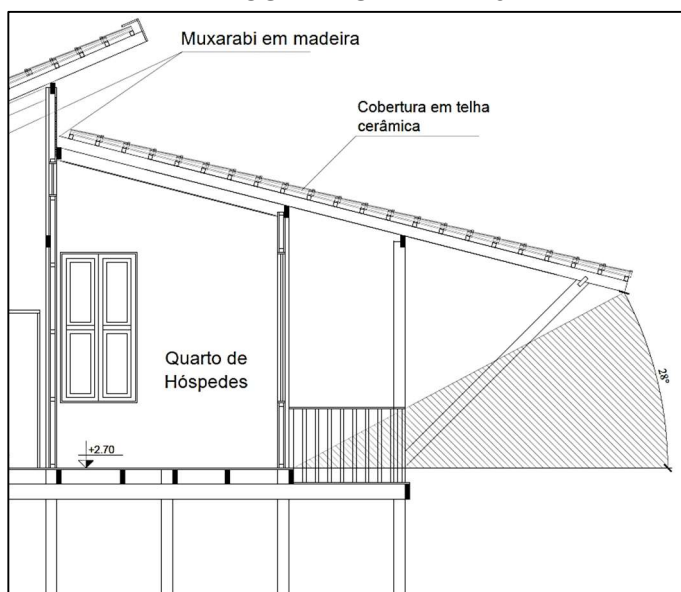 Muxarabi em madeira
Cobertura em telha
cerâmica
Quarto de
Hóspedes
28°
+2.70